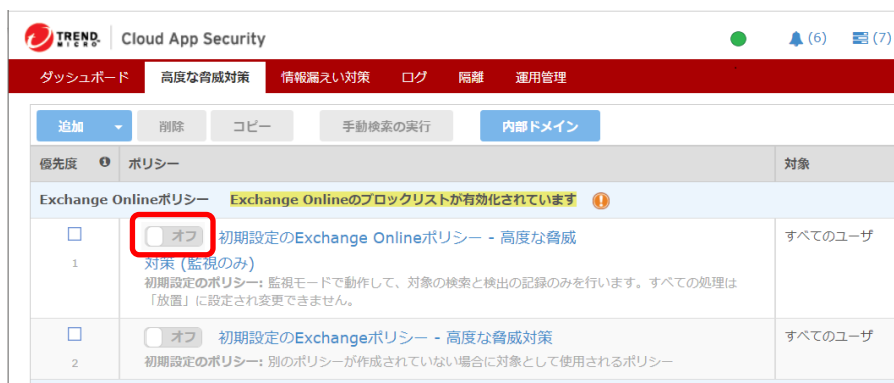 TREND MICRO Cloud App Security (6) (7)
ダッシュボード 高度な脅威対策 情報漏えい対策 ログ 隔離 運用管理
追加 削除 コピー 手動検索の実行 内部ドメイン
優先度 ポリシー 対象
Exchange Onlineポリシー Exchange Onlineのブロックリストが有効化されています
オフ 初期設定のExchange Onlineポリシー - 高度な脅威 すべてのユーザ
1 対策 (監視のみ)
初期設定のポリシー: 監視モードで動作して、対象の検索と検出の記録のみを行います。すべての処理は
「放置」に設定され変更できません。
オフ 初期設定のExchangeポリシー - 高度な脅威対策 すべてのユーザ
2 初期設定のポリシー: 別のポリシーが作成されていない場合に対象として使用されるポリシー